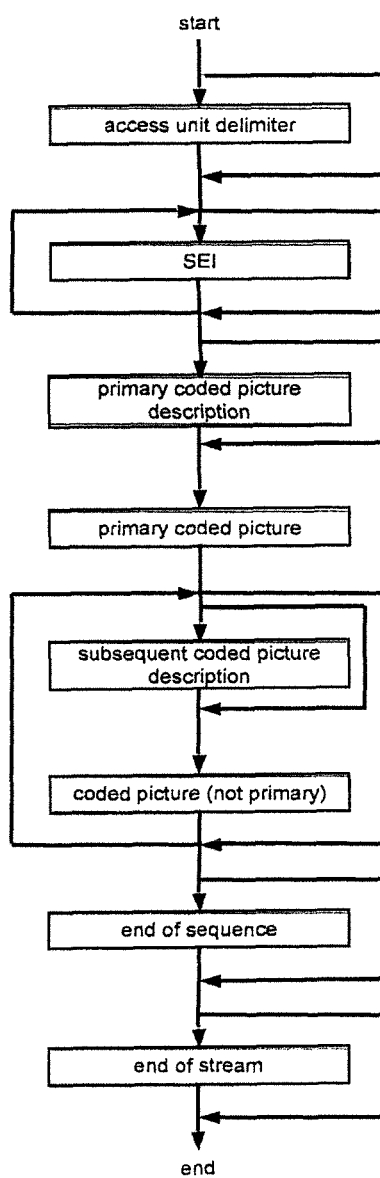 start
access unit delimiter
SEI
primary coded picture
description
primary coded picture
subsequent coded picture
description
coded picture (not primary)
end of sequence
end of stream
end